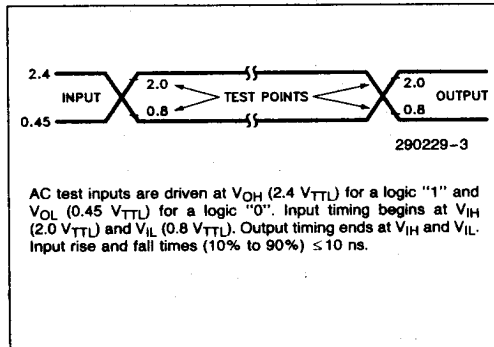 2.4
INPUT
0.45
2.0
0.8
TEST POINTS
2.0
0.8
OUTPUT
290229-3
AC test inputs are driven at VOH (2.4 VTTL) for a logic "1" and
VOL (0.45 VTTL) for a logic "0". Input timing begins at VIH
(2.0 VTTL) and VIL (0.8 VTTL). Output timing ends at VIH and VIL.
Input rise and fall times (10% to 90%) ≤10 ns.